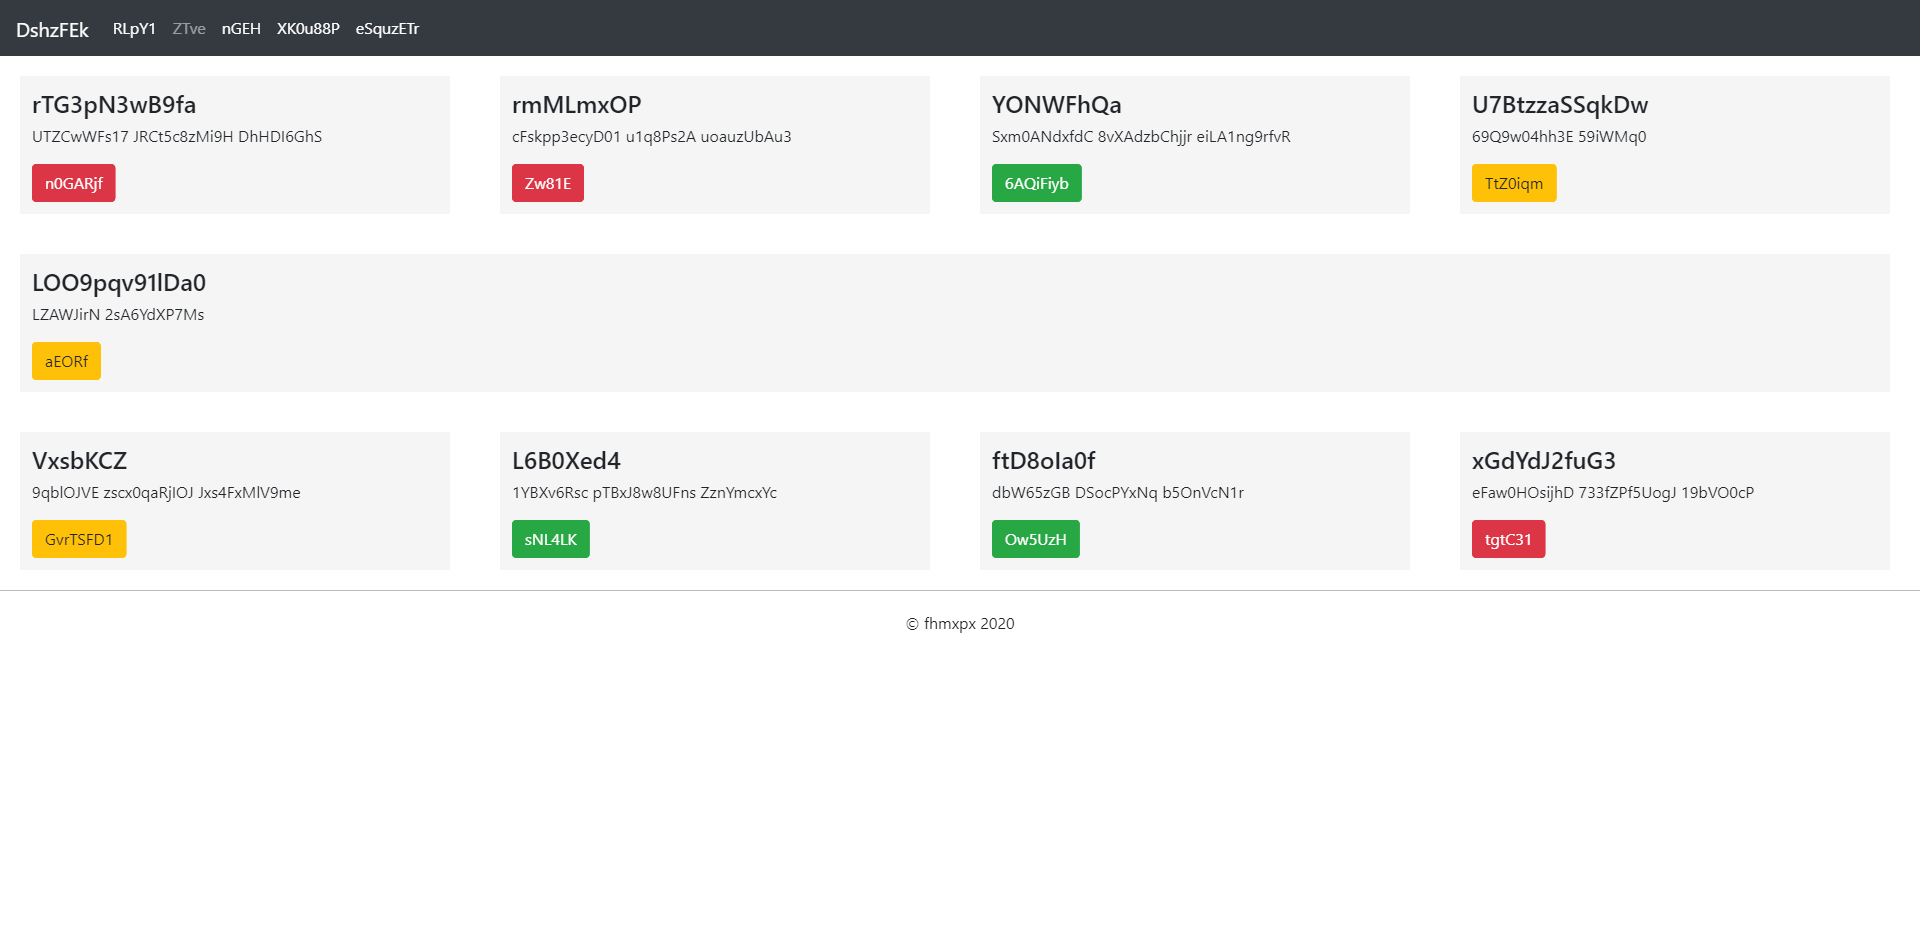 DshzFEk RLpY1 ZTve nGEH XK0u88P eSquzETr
rTG3pN3wB9fa
UTZCwWFs17 JRCt5c8zMi9H DhHDI6GhS
n0GARjf
rmMLmxOP
cFskpp3ecyD01 u1q8Ps2A uoauzUbAu3
Zw81E
YONWFhQa
Sxm0ANdxfdC 8vXAdzbChjjr eiLA1ng9rfvR
6AQiFiyb
U7BtzzaSSqkDw
69Q9w04hh3E 59iWMq0
TtZ0iqm
LOO9pqv91lDa0
LZAWJirN 2sA6YdXP7Ms
aEORf
VxsbKCZ
9qblOJVE zscx0qaRjIOJ Jxs4FxMlV9me
GvrTSFD1
L6B0Xed4
1YBXv6Rsc pTBxJ8w8UFns ZznYmcxYc
sNL4LK
ftD8oIa0f
dbW65zGB DSocPYxNq b5OnVcN1r
Ow5UzH
xGdYdJ2fuG3
eFaw0HOsijhD 733fZPf5UogJ 19bVO0cP
tgtC31
© fhmxpx 2020